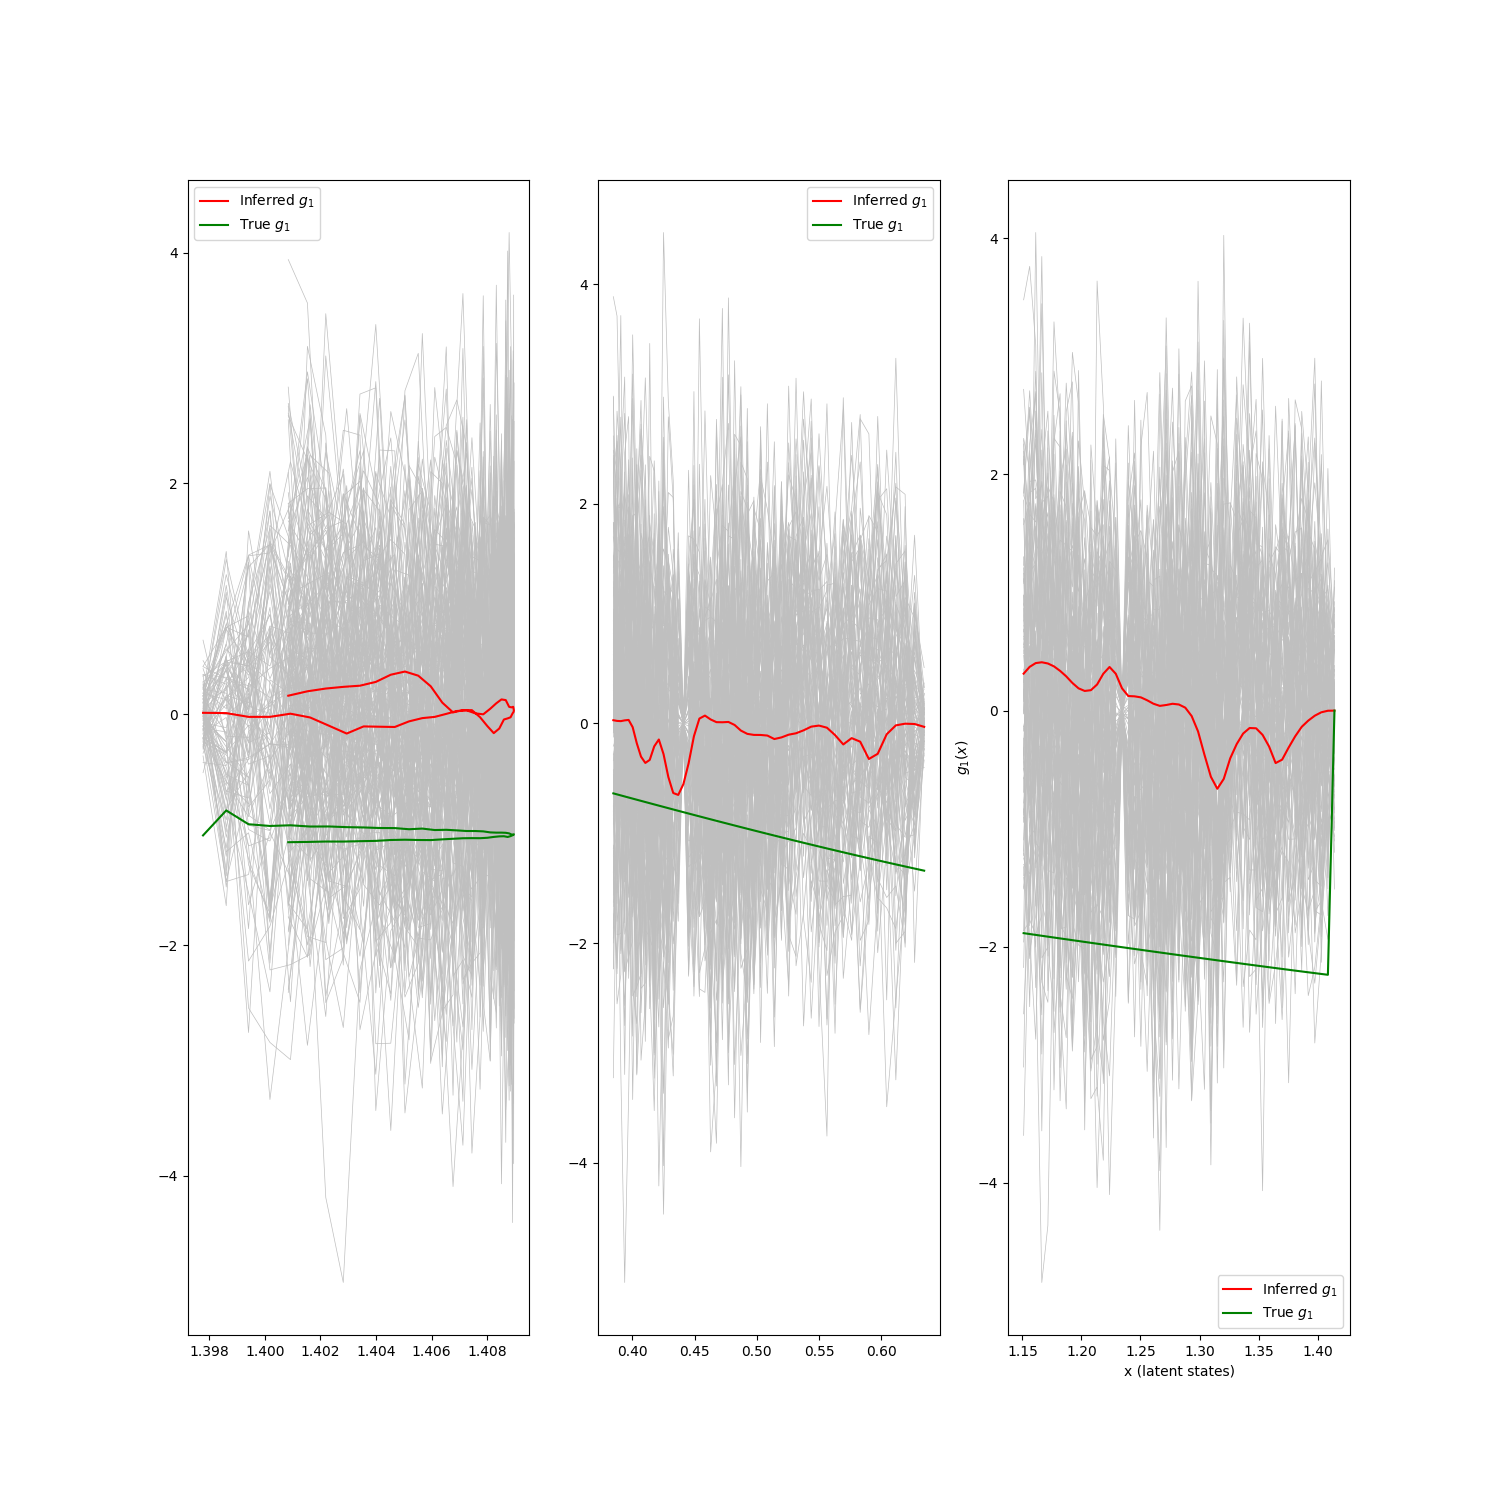 Inferred g₁
True g₁
4
2
0
−2
−4
1.398 1.400 1.402 1.404 1.406 1.408
Inferred g₁
True g₁
4
2
0
−2
−4
0.40 0.45 0.50 0.55 0.60
g₁(x)
4
2
0
−2
−4
Inferred g₁
True g₁
1.15 1.20 1.25 1.30 1.35 1.40
x (latent states)